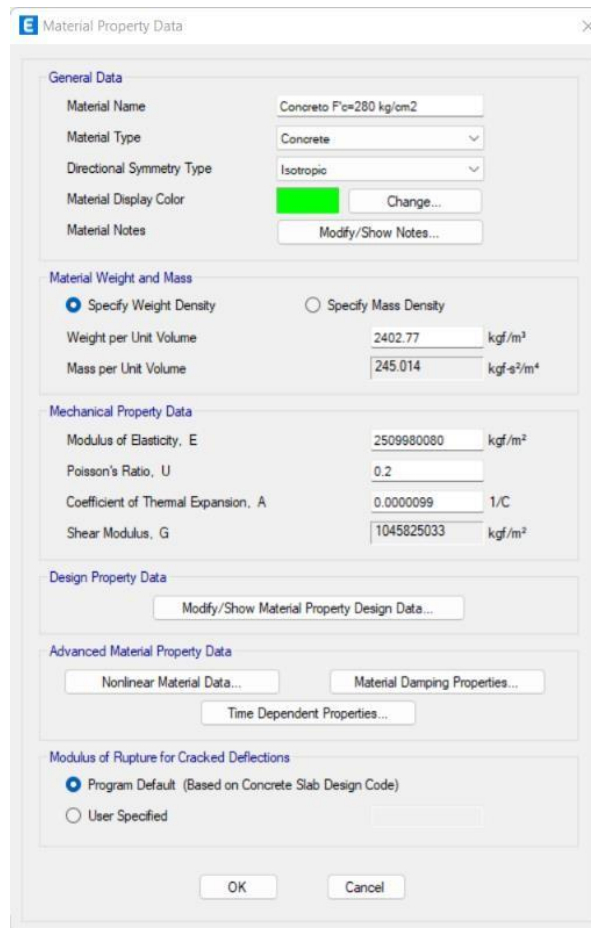 E Material Property Data
General Data
Material Name Concreto F'c=280 kg/cm2
Material Type Concrete
Directional Symmetry Type Isotropic
Material Display Color Change...
Material Notes Modify/Show Notes...
Material Weight and Mass
Specify Weight Density Specify Mass Density
Weight per Unit Volume 2402.77 kgf/m³
Mass per Unit Volume 245.014 kgf-s²/m⁴
Mechanical Property Data
Modulus of Elasticity, E 2509980080 kgf/m²
Poisson's Ratio, U 0.2
Coefficient of Thermal Expansion, A 0.0000099 1/C
Shear Modulus, G 1045825033 kgf/m²
Design Property Data
Modify/Show Material Property Design Data...
Advanced Material Property Data
Nonlinear Material Data... Material Damping Properties...
Time Dependent Properties...
Modulus of Rupture for Cracked Deflections
Program Default (Based on Concrete Slab Design Code)
User Specified
OK Cancel